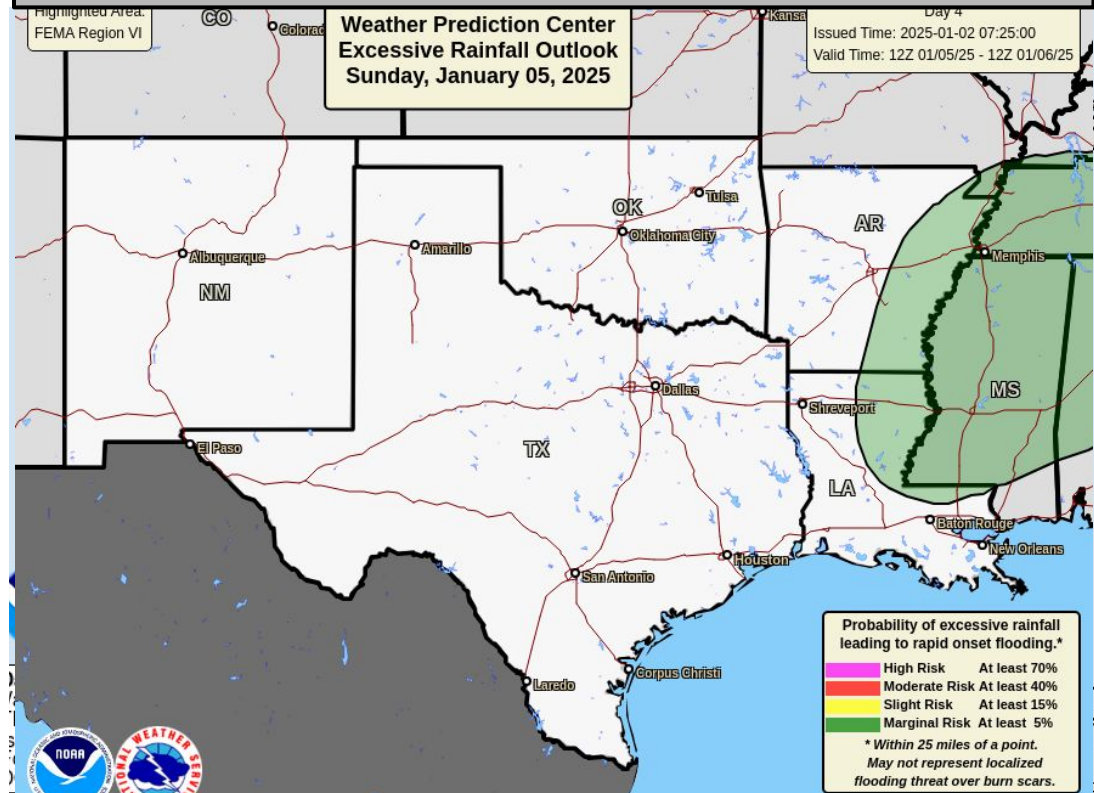 Highlighted Area:
FEMA Region VI
Weather Prediction Center
Excessive Rainfall Outlook
Sunday, January 05, 2025
Day 4
Issued Time: 2025-01-02 07:25:00
Valid Time: 12Z 01/05/25 - 12Z 01/06/25
CO
Colorad
Kansa
Tulsa
OK
Oklahoma City
AR
Amarillo
Albuquerque
Memphis
NM
Dallas
MS
Shreveport
El Paso
TX
LA
Baton Rouge
New Orleans
Houston
San Antonio
Corpus Christi
Laredo
Probability of excessive rainfall
leading to rapid onset flooding.*
High Risk At least 70%
Moderate Risk At least 40%
Slight Risk At least 15%
Marginal Risk At least 5%
* Within 25 miles of a point.
May not represent localized
flooding threat over burn scars.
NOAA
WEATHER SERV